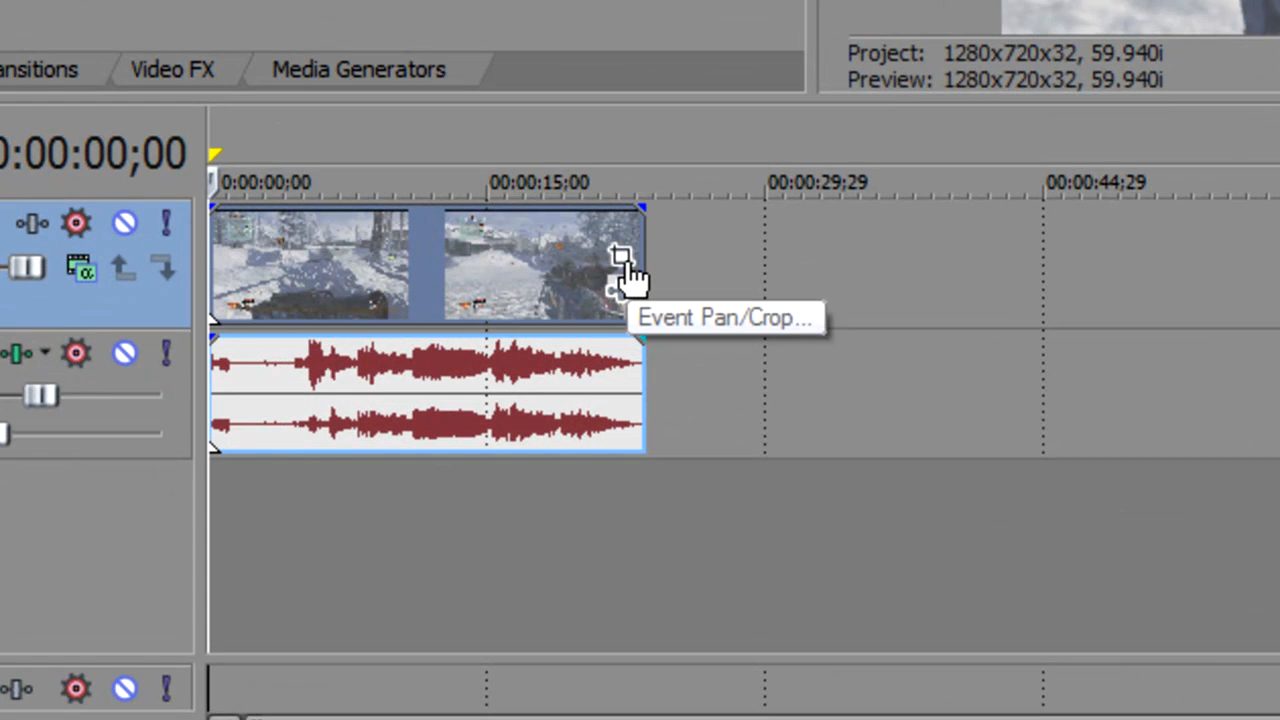 ansitions
Video FX
Media Generators
Project: 1280x720x32, 59.940i
Preview: 1280x720x32, 59.940i
0:00:00;00
0:00:00;00
00:00:15;00
00:00:29;29
00:00:44;29
Event Pan/Crop...